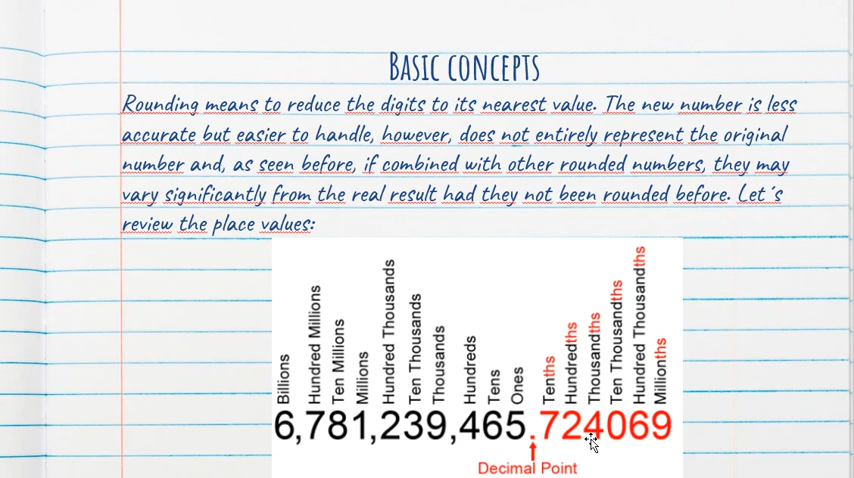 Basic concepts
Rounding means to reduce the digits to its nearest value. The new number is less
accurate but easier to handle, however, does not entirely represent the original
number and, as seen before, if combined with other rounded numbers, they may
vary significantly from the real result had they not been rounded before. Let´s
review the place values:
Billions
Hundred Millions
Ten Millions
Millions
Hundred Thousands
Ten Thousands
Thousands
Hundreds
Tens
Ones
Tenths
Hundredths
Thousandths
Ten Thousandths
Hundred Thousandths
Millionths
6,781,239,465.724069
Decimal Point